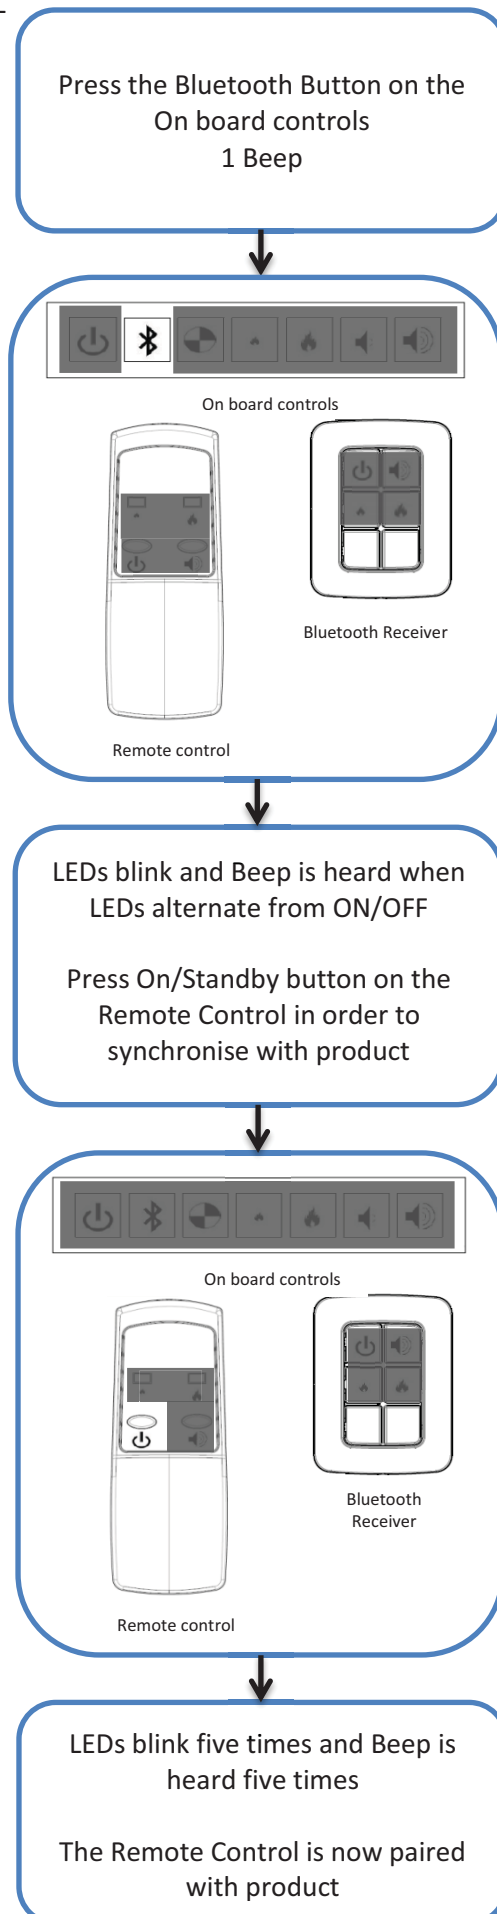 Press the Bluetooth Button on the
On board controls
1 Beep
On board controls
Bluetooth Receiver
Remote control
LEDs blink and Beep is heard when
LEDs alternate from ON/OFF
Press On/Standby button on the
Remote Control in order to
synchronise with product
On board controls
Bluetooth
Receiver
Remote control
LEDs blink five times and Beep is
heard five times
The Remote Control is now paired
with product